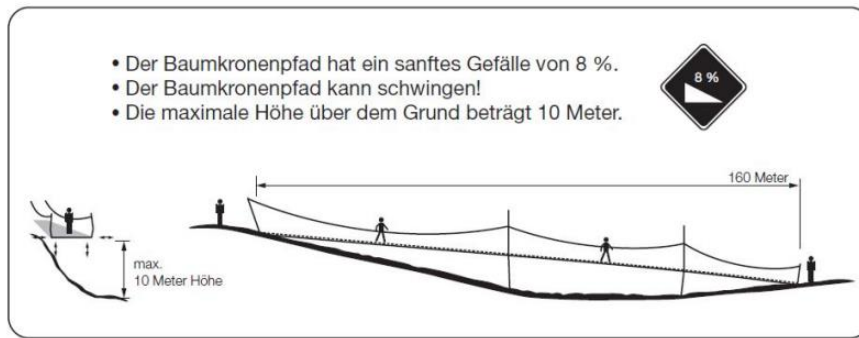 • Der Baumkronenpfad hat ein sanftes Gefälle von 8 %.
• Der Baumkronenpfad kann schwingen!
• Die maximale Höhe über dem Grund beträgt 10 Meter.
8 %
160 Meter
max.
10 Meter Höhe